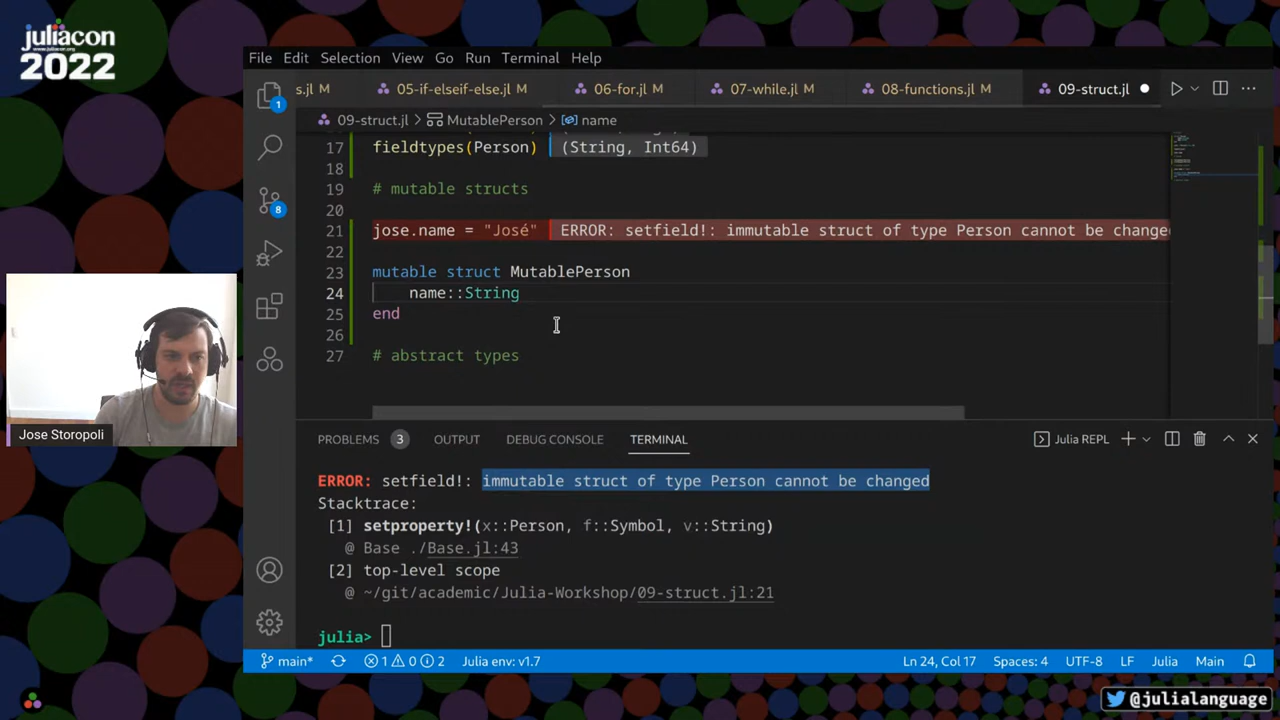 juliacon
www.juliacon.org
2022
File Edit Selection View Go Run Terminal Help
s.jl M 05-if-elseif-else.jl M 06-for.jl M 07-while.jl M 08-functions.jl M 09-struct.jl
09-struct.jl > MutablePerson > name
17 fieldtypes(Person) (String, Int64)
18
19 # mutable structs
20
21 jose.name = "José" ERROR: setfield!: immutable struct of type Person cannot be change
22
23 mutable struct MutablePerson
24 name::String
25 end
26
27 # abstract types
1
8
Jose Storopoli
PROBLEMS 3 OUTPUT DEBUG CONSOLE TERMINAL Julia REPL
ERROR: setfield!: immutable struct of type Person cannot be changed
Stacktrace:
[1] setproperty!(x::Person, f::Symbol, v::String)
@ Base ./Base.jl:43
[2] top-level scope
@ ~/git/academic/Julia-Workshop/09-struct.jl:21
julia>
main* 1 0 2 Julia env: v1.7 Ln 24, Col 17 Spaces: 4 UTF-8 LF Julia Main
@julialanguage